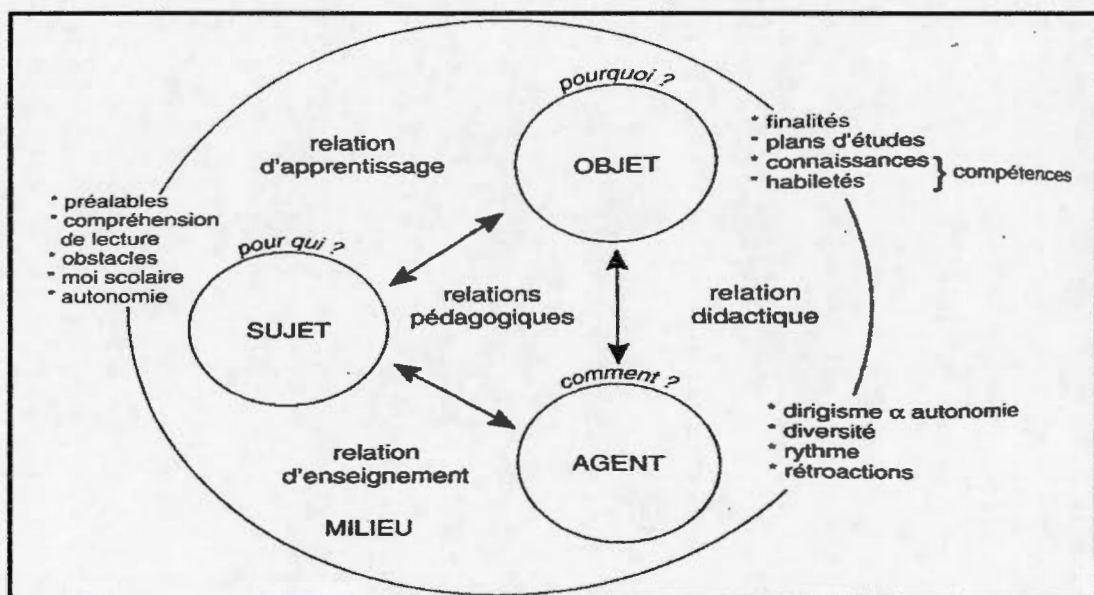 pourquoi ?
OBJET
* finalités
* plans d'études
* connaissances
* habiletés
} compétences
relation
d'apprentissage
* préalables
* compréhension
de lecture
* obstacles
* moi scolaire
* autonomie
pour qui ?
SUJET
relations
pédagogiques
relation
didactique
comment ?
AGENT
* dirigisme α autonomie
* diversité
* rythme
* rétroactions
relation
d'enseignement
MILIEU